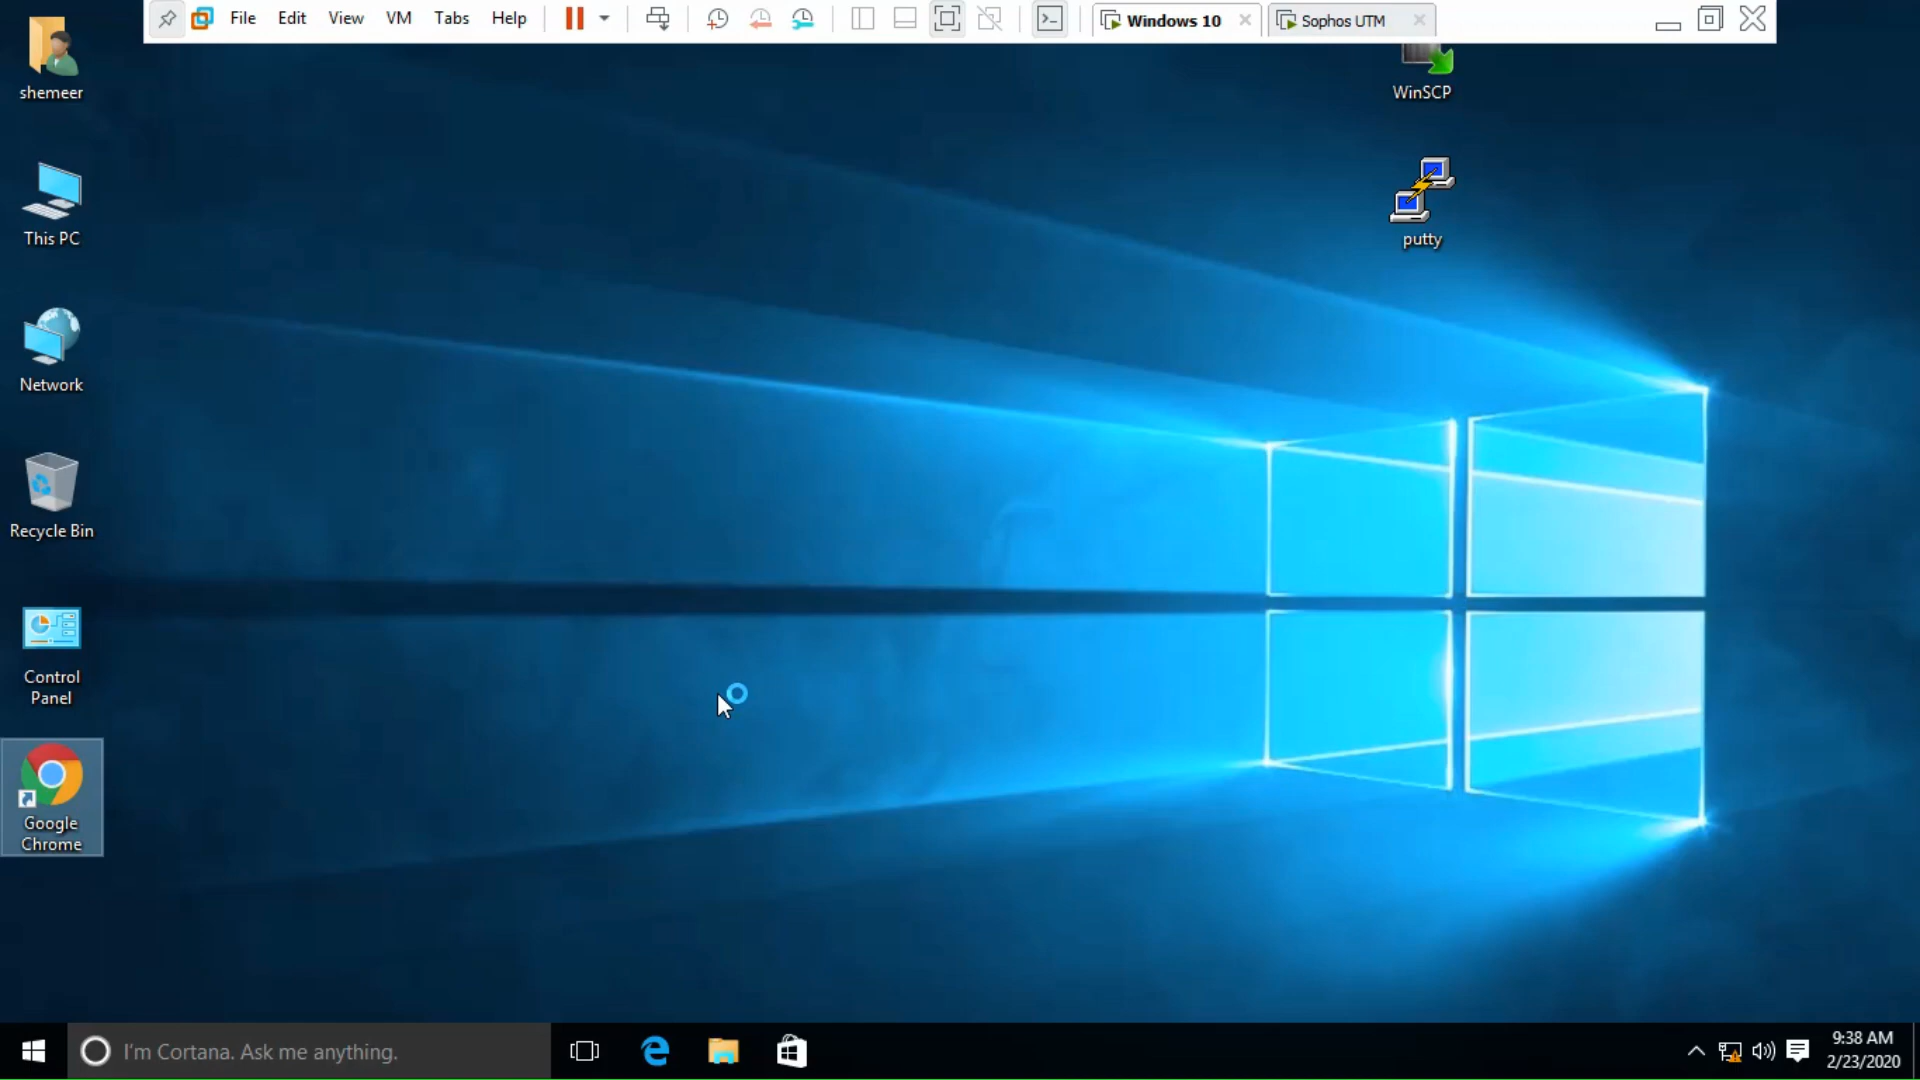 File Edit View VM Tabs Help Windows 10 Sophos UTM
shemeer
WinSCP
This PC
putty
Network
Recycle Bin
Control
Panel
Google
Chrome
I'm Cortana. Ask me anything.
9:38 AM
2/23/2020